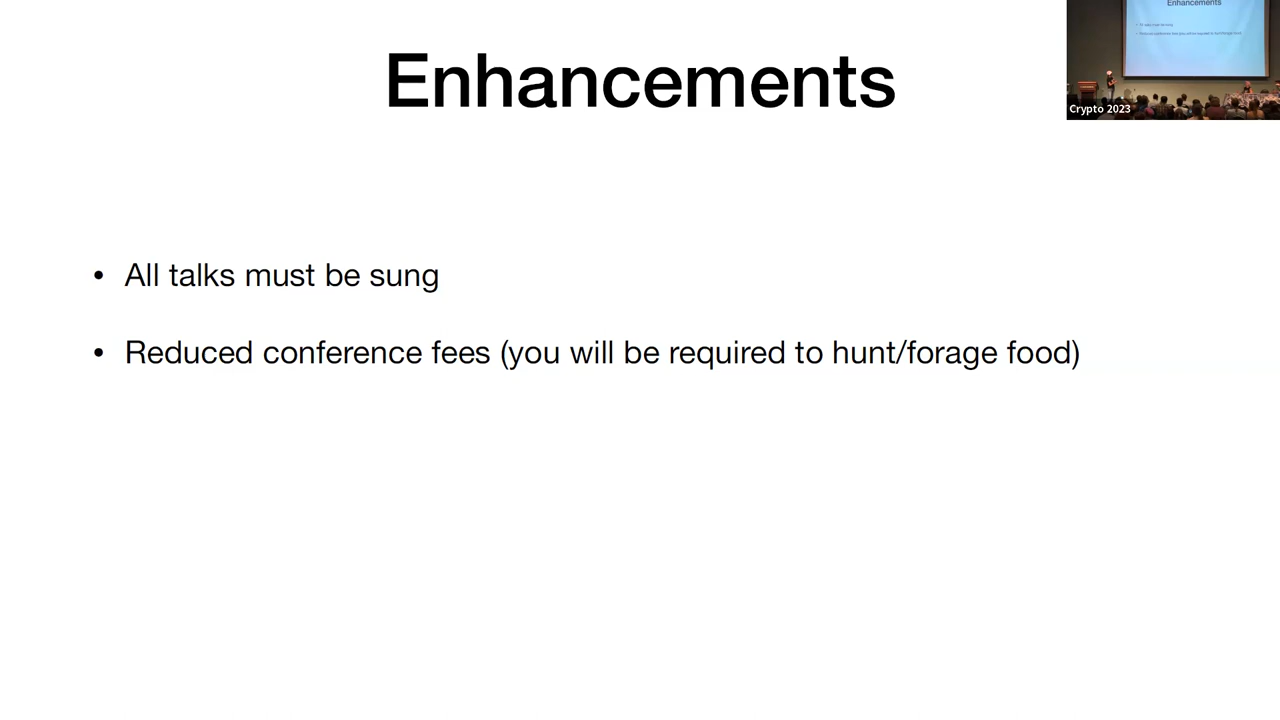 Enhancements
Enhancements
Crypto 2023
• All talks must be sung
• Reduced conference fees (you will be required to hunt/forage food)